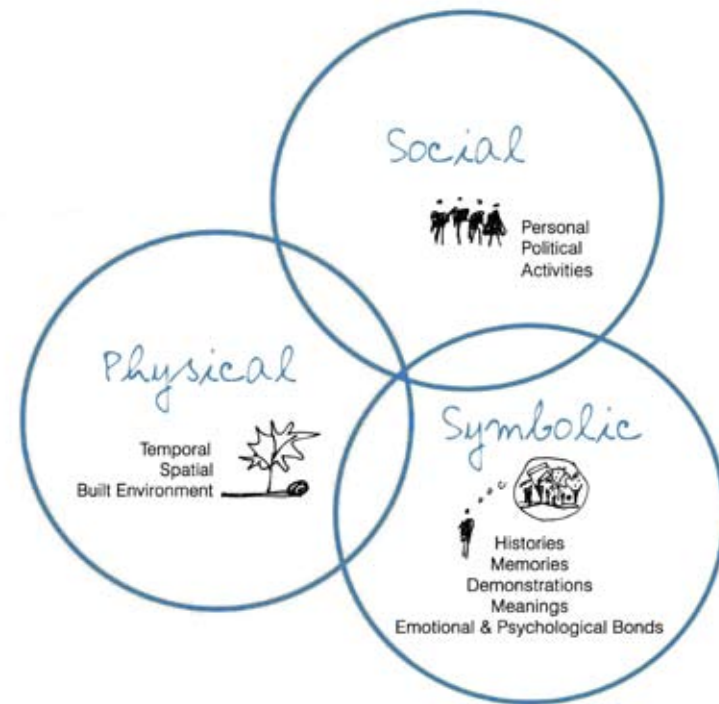 Social
Personal
Political
Activities
Physical
Temporal
Spatial
Built Environment
Symbolic
Histories
Memories
Demonstrations
Meanings
Emotional & Psychological Bonds